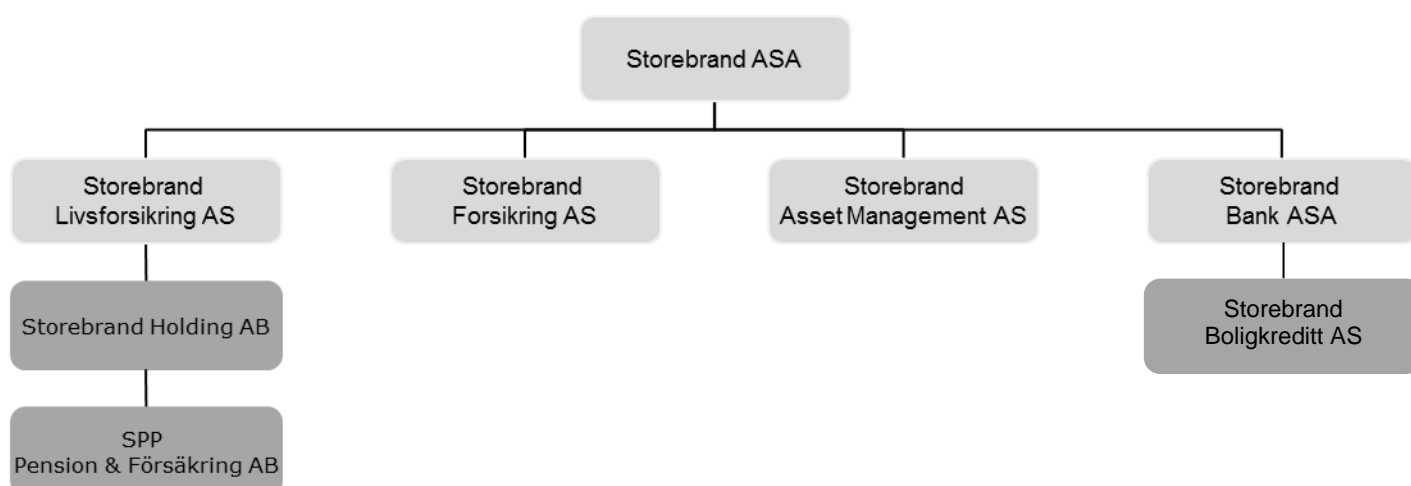 Storebrand ASA
Storebrand
Livsforsikring AS
Storebrand
Forsikring AS
Storebrand
Asset Management AS
Storebrand
Bank ASA
Storebrand Holding AB
Storebrand
Boligkreditt AS
SPP
Pension & Försäkring AB